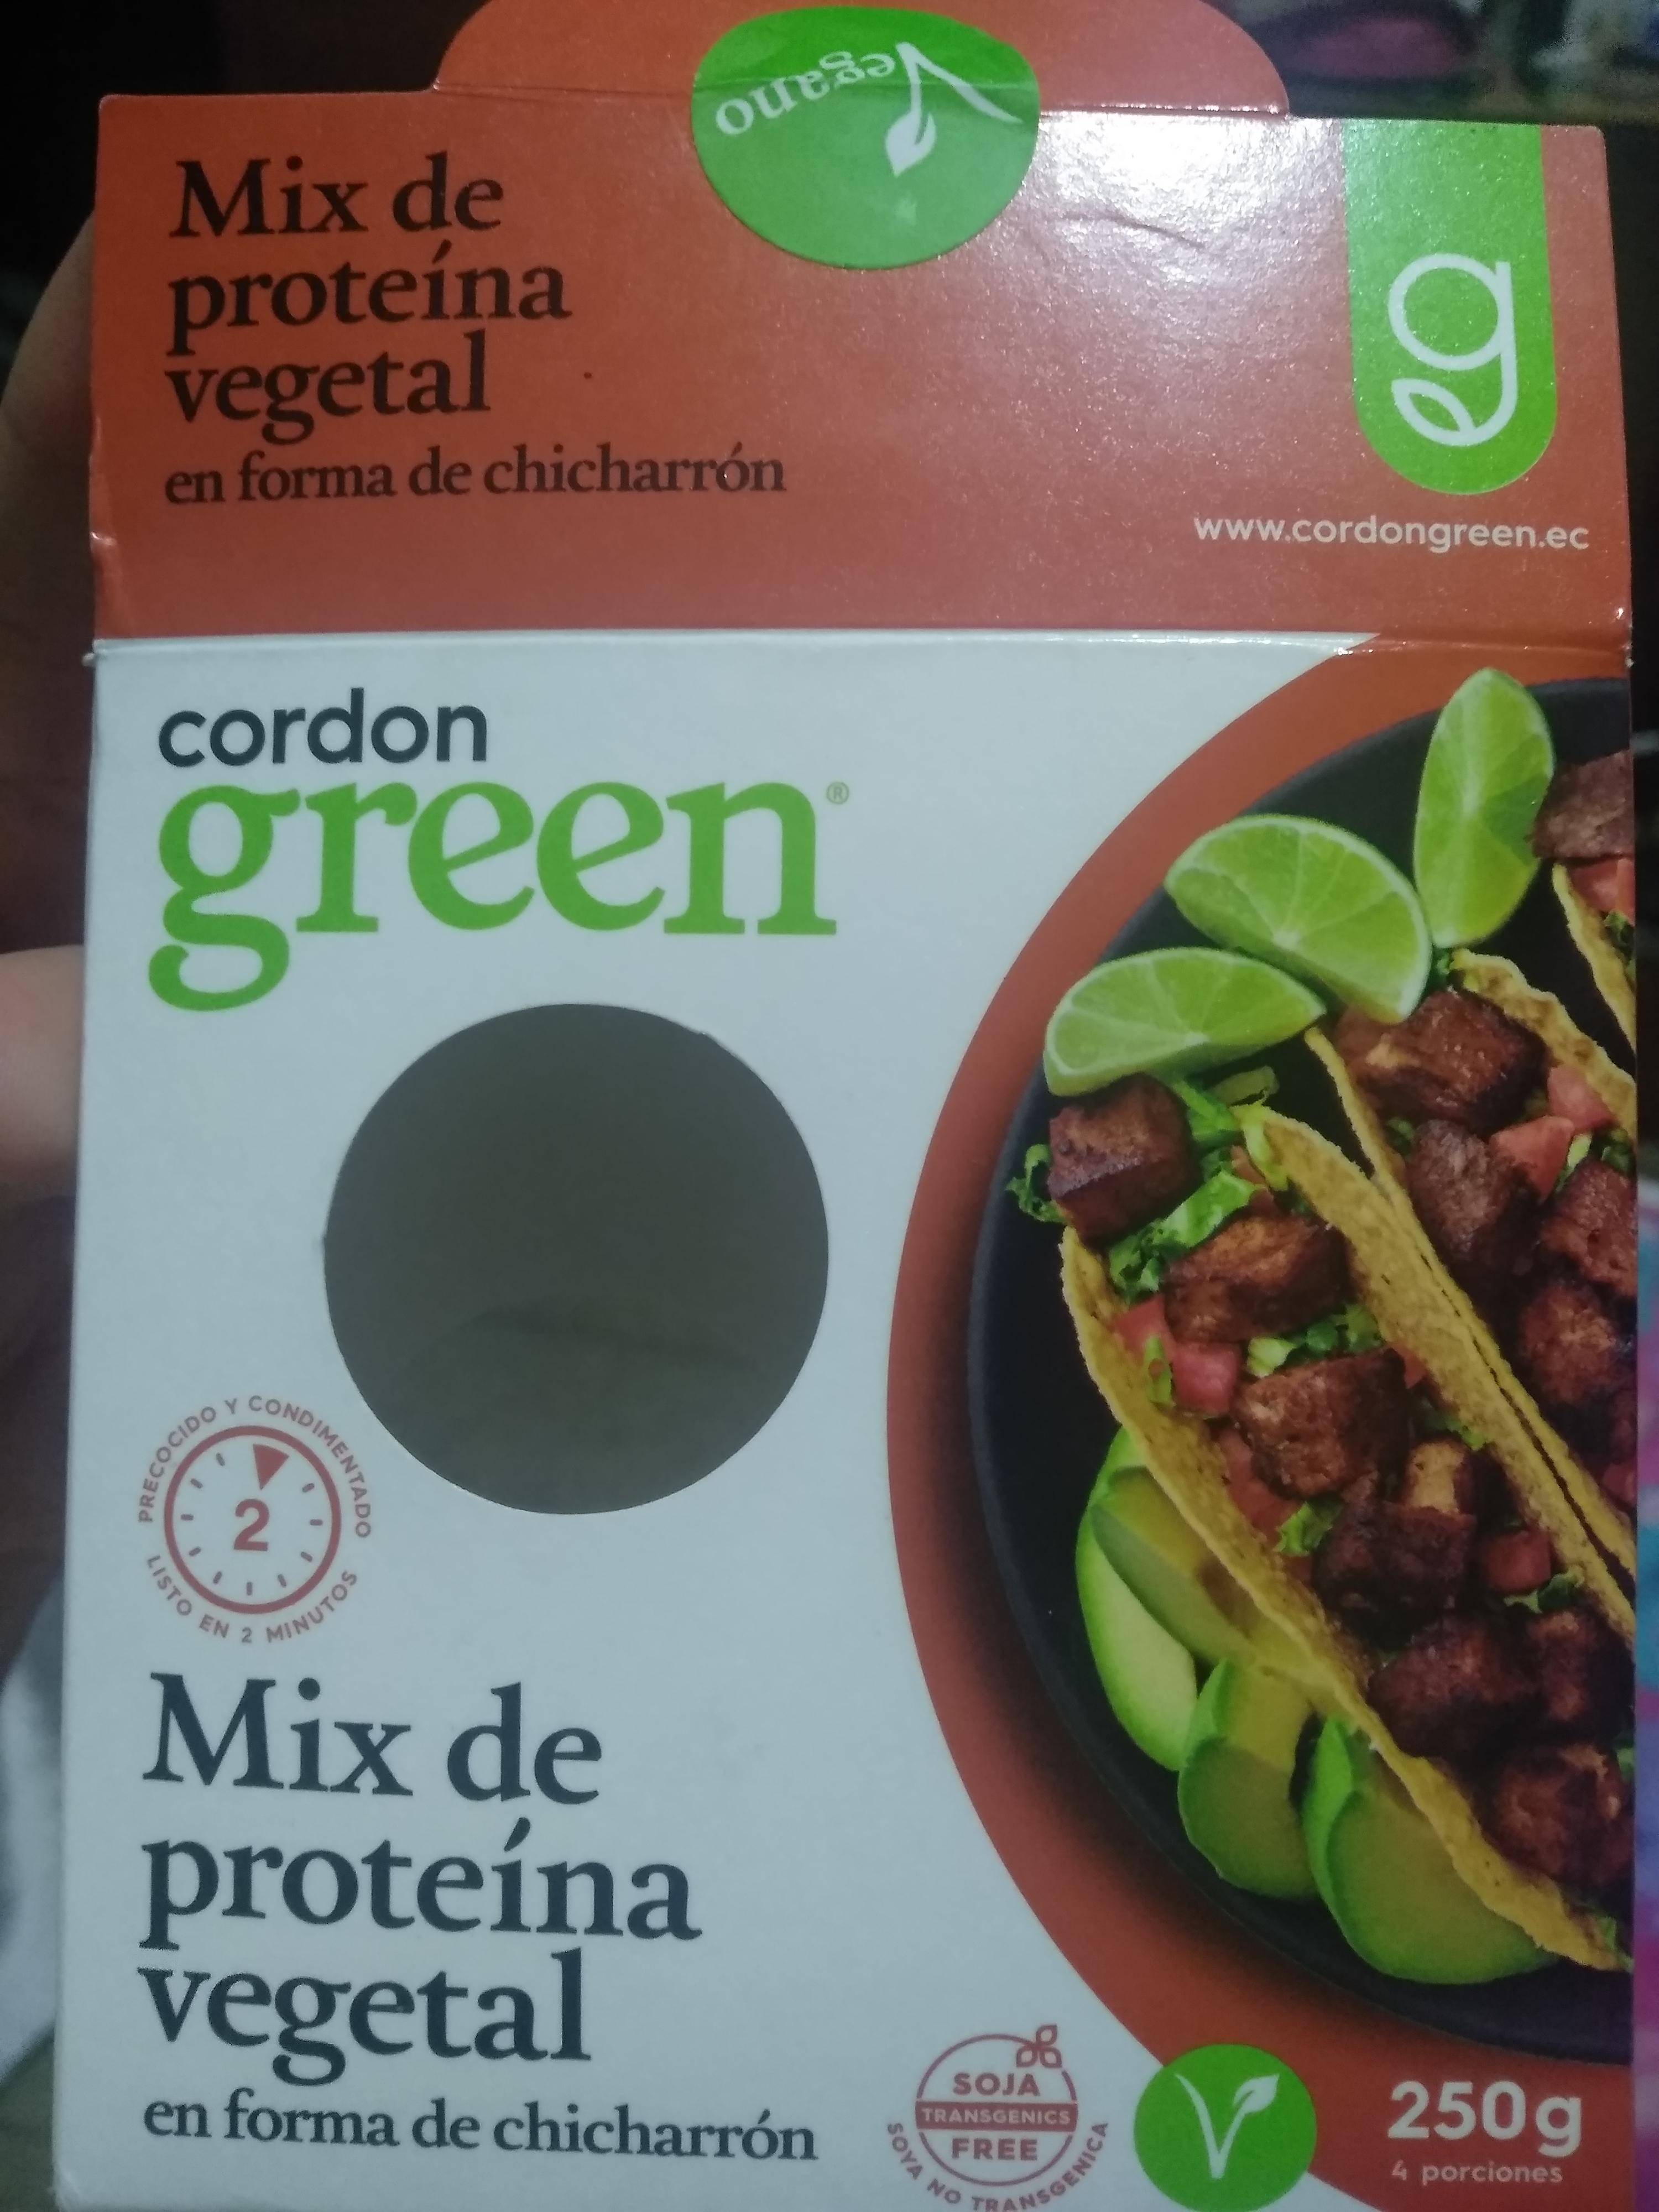 Vegano
Mix de
proteína
vegetal
en forma de chicharrón
g
www.cordongreen.ec
cordon
green®
PRECOCIDO Y CONDIMENTADO
2
LISTO EN 2 MINUTOS
Mix de
proteína
vegetal
en forma de chicharrón
SOJA
TRANSGENICS
FREE
SOYA NO TRANSGENICA
V
250g
4 porciones